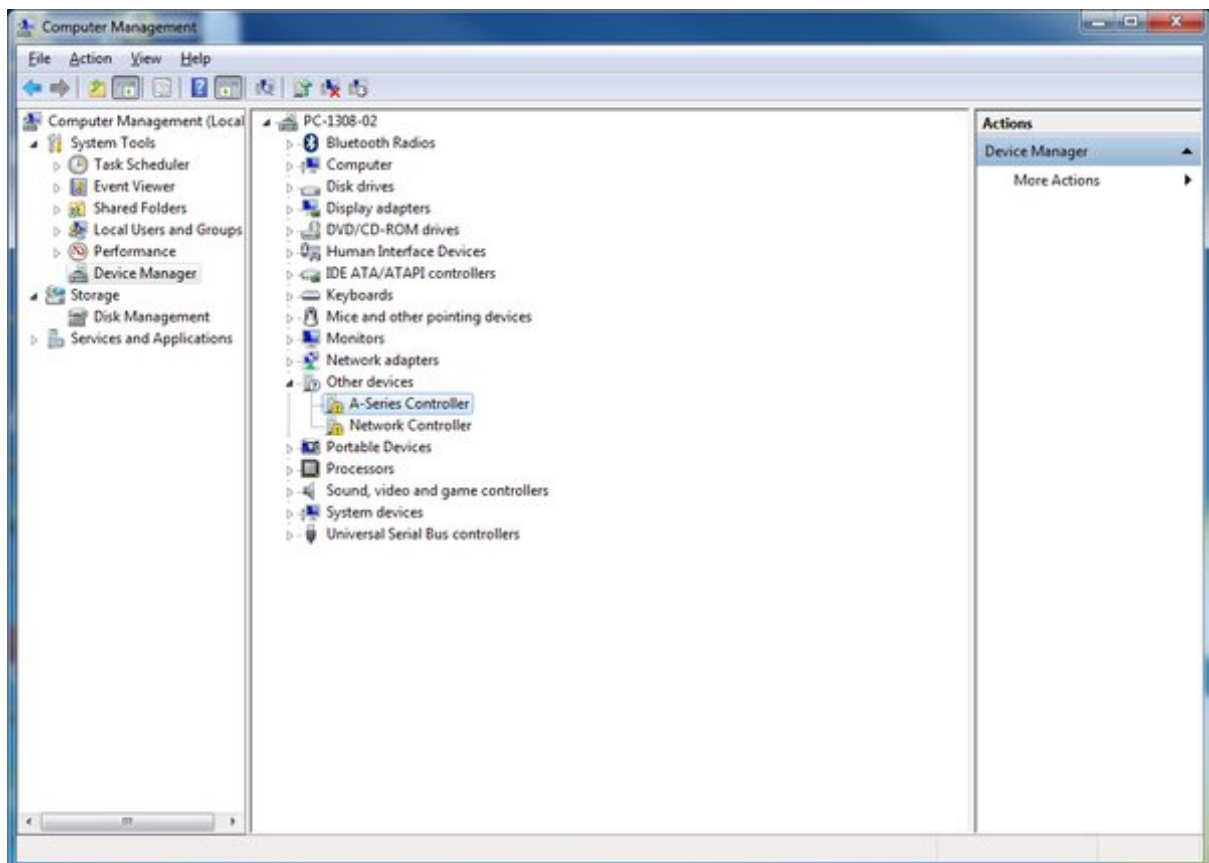 Computer Management
File Action View Help
Computer Management (Local
System Tools
Task Scheduler
Event Viewer
Shared Folders
Local Users and Groups
Performance
Device Manager
Storage
Disk Management
Services and Applications
PC-1308-02
Bluetooth Radios
Computer
Disk drives
Display adapters
DVD/CD-ROM drives
Human Interface Devices
IDE ATA/ATAPI controllers
Keyboards
Mice and other pointing devices
Monitors
Network adapters
Other devices
A-Series Controller
Network Controller
Portable Devices
Processors
Sound, video and game controllers
System devices
Universal Serial Bus controllers
Actions
Device Manager
More Actions